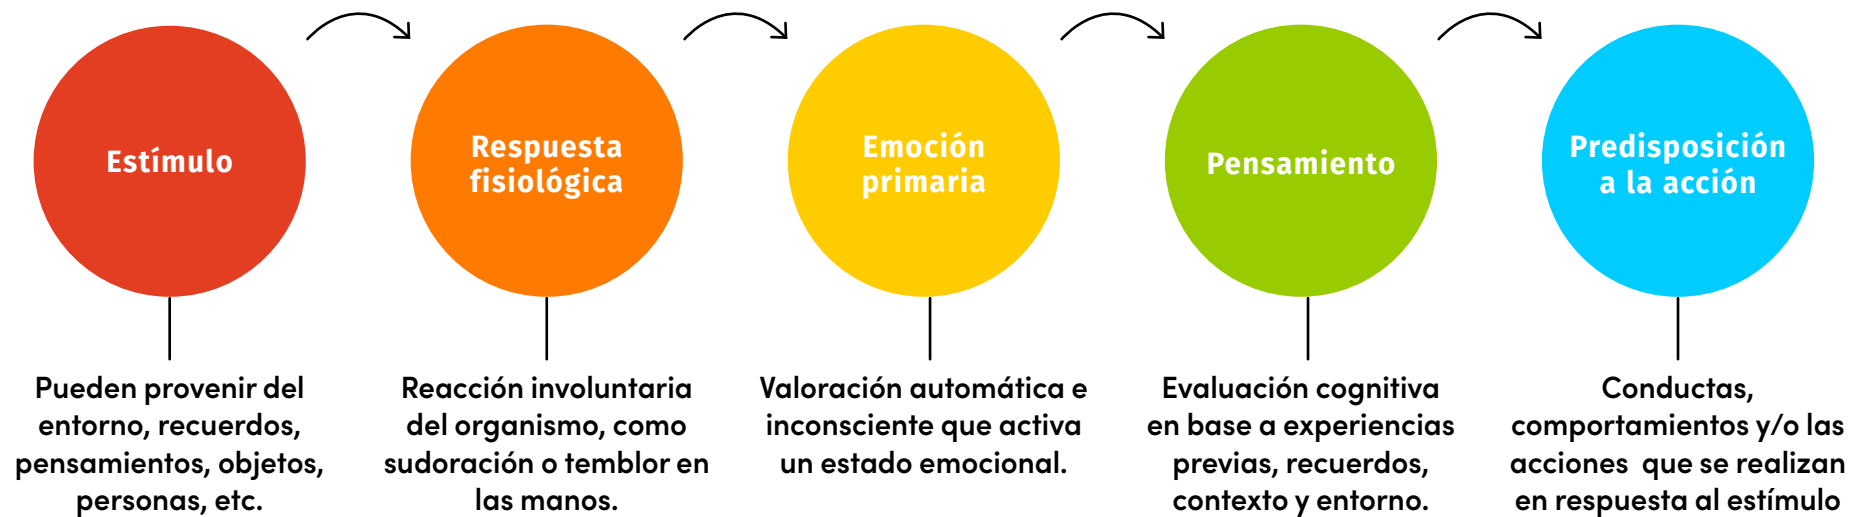 Estímulo
Respuesta
fisiológica
Emoción
primaria
Pensamiento
Predisposición
a la acción
Pueden provenir del
entorno, recuerdos,
pensamientos, objetos,
personas, etc.
Reacción involuntaria
del organismo, como
sudoración o temblor en
las manos.
Valoración automática e
inconsciente que activa
un estado emocional.
Evaluación cognitiva
en base a experiencias
previas, recuerdos,
contexto y entorno.
Conductas,
comportamientos y/o las
acciones  que se realizan
en respuesta al estímulo